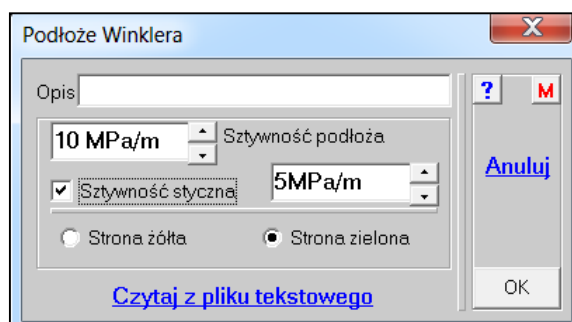 Podłoże Winklera
X
Opis
?
M
10 MPa/m
Sztywność podłoża
Anuluj
Sztywność styczna
5MPa/m
Strona żółta
Strona zielona
Czytaj z pliku tekstowego
OK